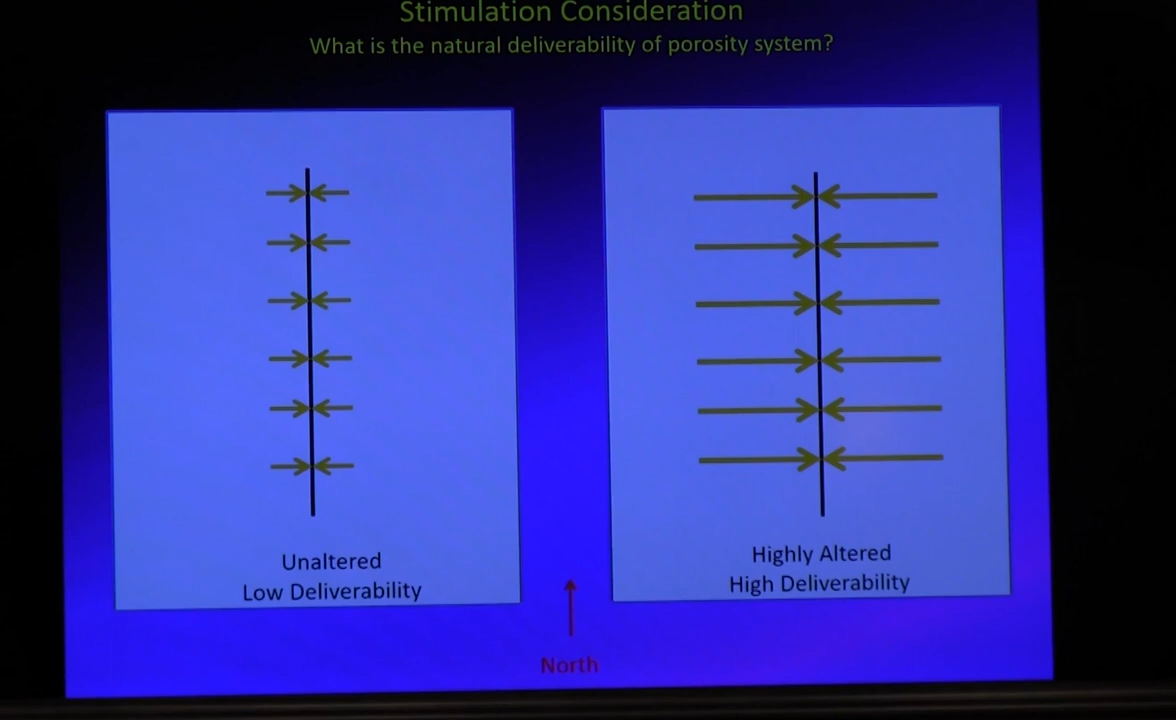 Stimulation Consideration
What is the natural deliverability of porosity system?
Unaltered
Low Deliverability
Highly Altered
High Deliverability
North